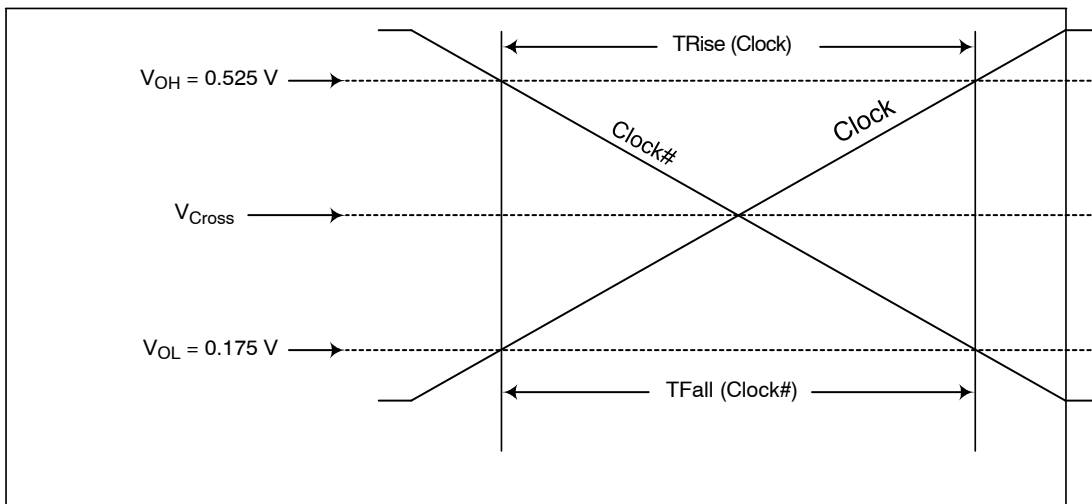 TRise (Clock)
V_OH = 0.525 V
Clock#
Clock
V_Cross
V_OL = 0.175 V
TFall (Clock#)